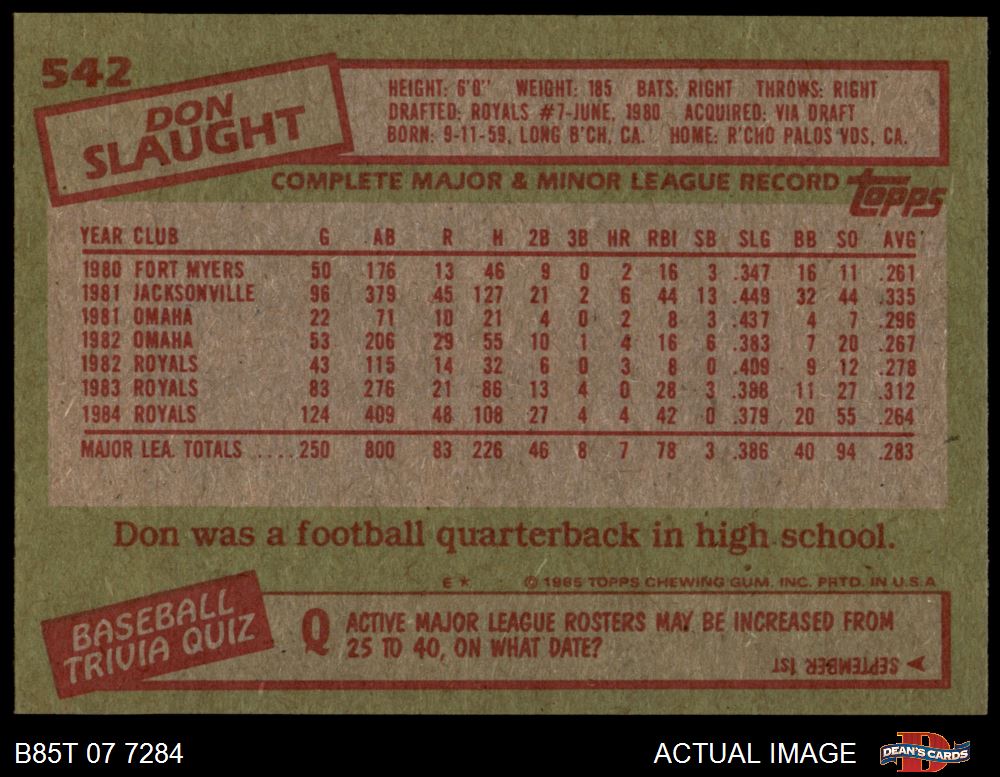 542
DON
SLAUGHT
HEIGHT: 6'0" WEIGHT: 185 BATS: RIGHT THROWS: RIGHT
DRAFTED: ROYALS #7-JUNE, 1980 ACQUIRED: VIA DRAFT
BORN: 9-11-59, LONG B'CH, CA. HOME: R'CHO PALOS VDS, CA.
COMPLETE MAJOR & MINOR LEAGUE RECORD topps
YEAR CLUB G AB R H 2B 3B HR RBI SB SLG BB SO AVG
1980 FORT MYERS 50 176 13 46 9 0 2 16 3 .347 16 11 .261
1981 JACKSONVILLE 96 379 45 127 21 2 6 44 13 .449 32 44 .335
1981 OMAHA 22 71 10 21 4 0 2 8 3 .437 4 7 .296
1982 OMAHA 53 206 29 55 10 1 4 16 6 .383 7 20 .267
1982 ROYALS 43 115 14 32 6 0 3 8 0 .409 9 12 .278
1983 ROYALS 83 276 21 86 13 4 0 28 3 .388 11 27 .312
1984 ROYALS 124 409 48 108 27 4 4 42 0 .379 20 55 .264
MAJOR LEA. TOTALS ....250 800 83 226 46 8 7 78 3 .386 40 94 .283
Don was a football quarterback in high school.
E* © 1985 TOPPS CHEWING GUM, INC. PRTD. IN U.S.A
BASEBALL
TRIVIA QUIZ
Q ACTIVE MAJOR LEAGUE ROSTERS MAY BE INCREASED FROM
25 TO 40, ON WHAT DATE?
SEPTEMBER 1ST
B85T 07 7284
ACTUAL IMAGE
DEAN'S CARDS